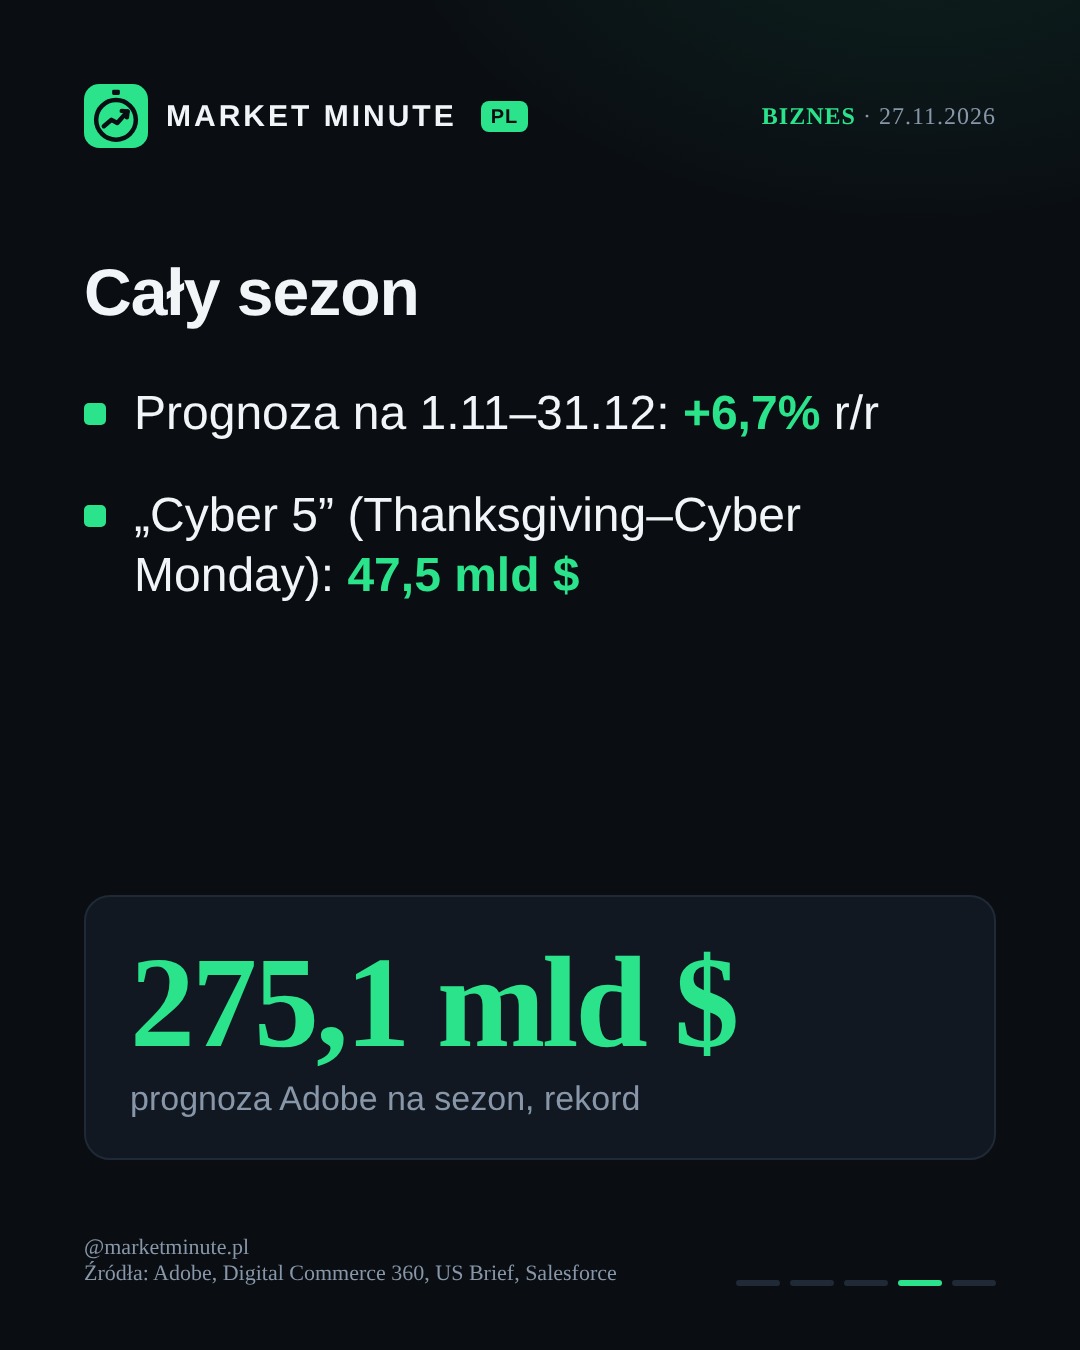 MARKET MINUTE PL
BIZNES · 27.11.2026
Cały sezon
Prognoza na 1.11–31.12: +6,7% r/r
„Cyber 5” (Thanksgiving–Cyber
Monday): 47,5 mld $
275,1 mld $
prognoza Adobe na sezon, rekord
@marketminute.pl
Źródła: Adobe, Digital Commerce 360, US Brief, Salesforce